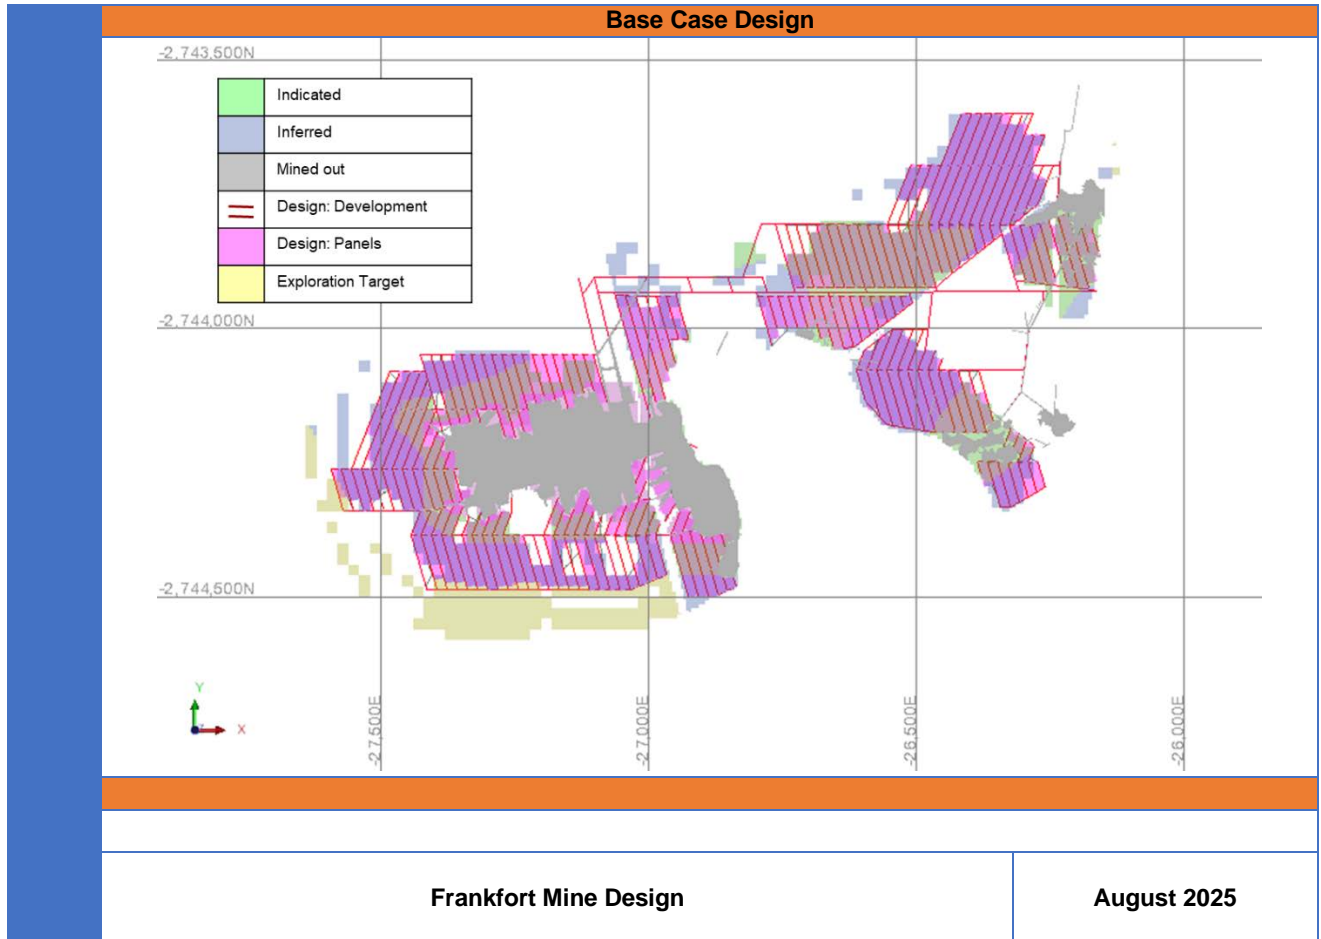 Base Case Design
-2,743,500N
Indicated
Inferred
Mined out
Design: Development
Design: Panels
Exploration Target
-2,744,000N
-2,744,500N
Y
X
-27,500E
-27,000E
-26,500E
-26,000E
Frankfort Mine Design
August 2025